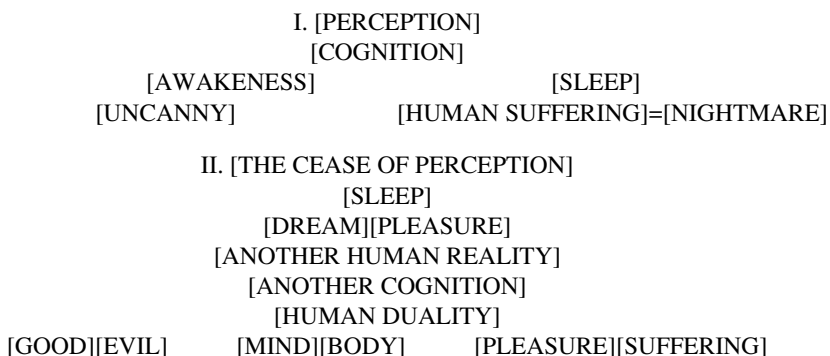 I. [PERCEPTION]
[COGNITION]
[AWAKENESS] [SLEEP]
[UNCANNY] [HUMAN SUFFERING]=[NIGHTMARE]
II. [THE CEASE OF PERCEPTION]
[SLEEP]
[DREAM][PLEASURE]
[ANOTHER HUMAN REALITY]
[ANOTHER COGNITION]
[HUMAN DUALITY]
[GOOD][EVIL] [MIND][BODY] [PLEASURE][SUFFERING]